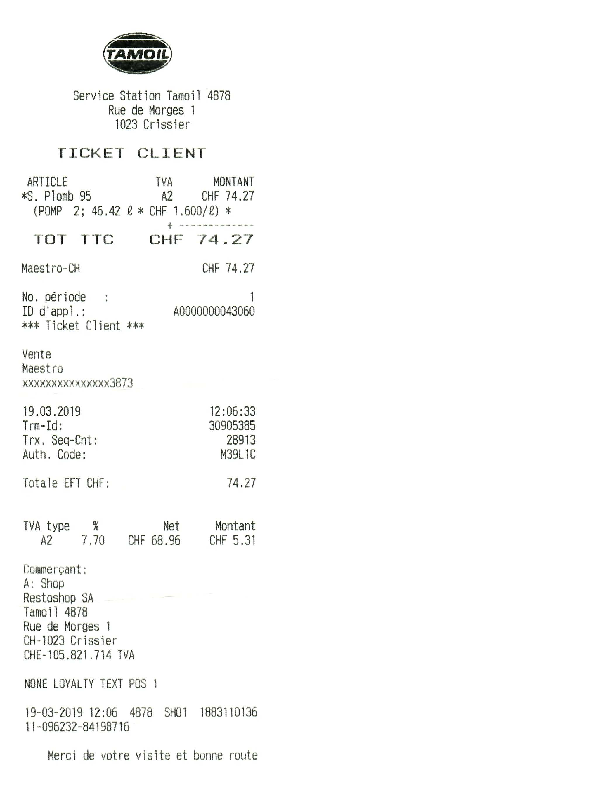 TAMOIL
Service Station Tamoil 4878
Rue de Morges 1
1023 Crissier
TICKET CLIENT
ARTICLE TVA MONTANT
*S. Plomb 95 A2 CHF 74.27
(POMP 2; 46.42 ℓ * CHF 1.600/ℓ) *
+ -------------
TOT TTC CHF 74.27
Maestro-CH CHF 74.27
No. période : 1
ID d'appl.: A0000000043060
*** Ticket Client ***
Vente
Maestro
xxxxxxxxxxxxxxx3873
19.03.2019 12:06:33
Trm-Id: 30905385
Trx. Seq-Cnt: 28913
Auth. Code: M39L1C
Totale EFT CHF: 74.27
TVA type % Net Montant
A2 7.70 CHF 68.96 CHF 5.31
Commerçant:
A: Shop
Restoshop SA
Tamoil 4878
Rue de Morges 1
CH-1023 Crissier
CHE-105.821.714 TVA
NONE LOYALTY TEXT POS 1
19-03-2019 12:06 4878 SH01 1883110136
11-096232-84198716
Merci de votre visite et bonne route